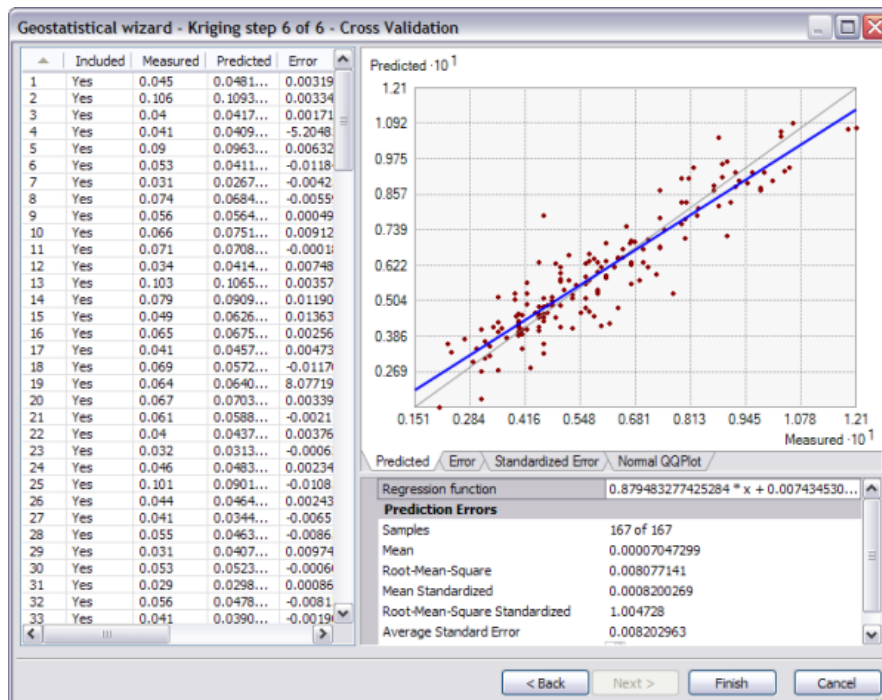 Geostatistical wizard - Kriging step 6 of 6 - Cross Validation
Included Measured Predicted Error
1 Yes 0.045 0.0481... 0.00319
2 Yes 0.106 0.1093... 0.00334
3 Yes 0.04 0.0417... 0.00171
4 Yes 0.041 0.0409... -5.2048
5 Yes 0.09 0.0963... 0.00632
6 Yes 0.053 0.0411... -0.0118
7 Yes 0.031 0.0267... -0.0042
8 Yes 0.074 0.0684... -0.0055
9 Yes 0.056 0.0564... 0.00049
10 Yes 0.066 0.0751... 0.00912
11 Yes 0.071 0.0708... -0.0001
12 Yes 0.034 0.0414... 0.00748
13 Yes 0.103 0.1065... 0.00357
14 Yes 0.079 0.0909... 0.01190
15 Yes 0.049 0.0626... 0.01363
16 Yes 0.065 0.0675... 0.00256
17 Yes 0.041 0.0457... 0.00473
18 Yes 0.069 0.0572... -0.0117
19 Yes 0.064 0.0640... 8.07719
20 Yes 0.067 0.0703... 0.00339
21 Yes 0.061 0.0588... -0.0021
22 Yes 0.04 0.0437... 0.00376
23 Yes 0.032 0.0313... -0.0006
24 Yes 0.046 0.0483... 0.00234
25 Yes 0.101 0.0901... -0.0108
26 Yes 0.044 0.0464... 0.00243
27 Yes 0.041 0.0344... -0.0065
28 Yes 0.055 0.0463... -0.0086
29 Yes 0.031 0.0407... 0.00974
30 Yes 0.053 0.0523... -0.0006
31 Yes 0.029 0.0298... 0.00086
32 Yes 0.056 0.0478... -0.0081
33 Yes 0.041 0.0390... -0.0019
Predicted ·10 1
1.21
1.092
0.975
0.857
0.739
0.622
0.504
0.386
0.269
0.151 0.284 0.416 0.548 0.681 0.813 0.945 1.078 1.21
Measured ·10 1
Predicted Error Standardized Error Normal QQPlot
Regression function 0.879483277425284 * x + 0.007434530...
Prediction Errors
Samples 167 of 167
Mean 0.00007047299
Root-Mean-Square 0.008077141
Mean Standardized 0.0008200269
Root-Mean-Square Standardized 1.004728
Average Standard Error 0.008202963
< Back Next > Finish Cancel